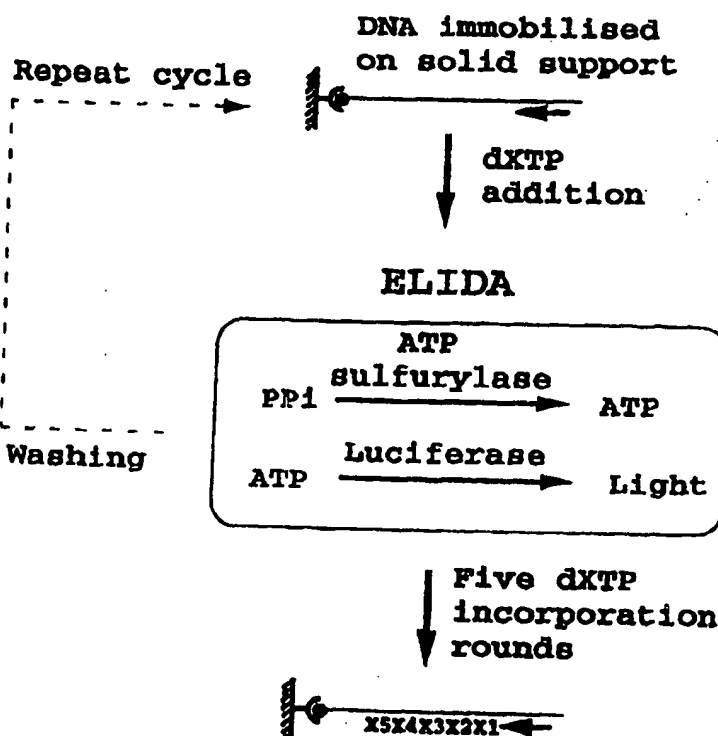 DNA immobilised
on solid support
Repeat cycle
dXTP
addition
ELIDA
ATP
sulfurylase
PPi
ATP
Washing
Luciferase
ATP
Light
Five dXTP
incorporation
rounds
X5X4X3X2X1